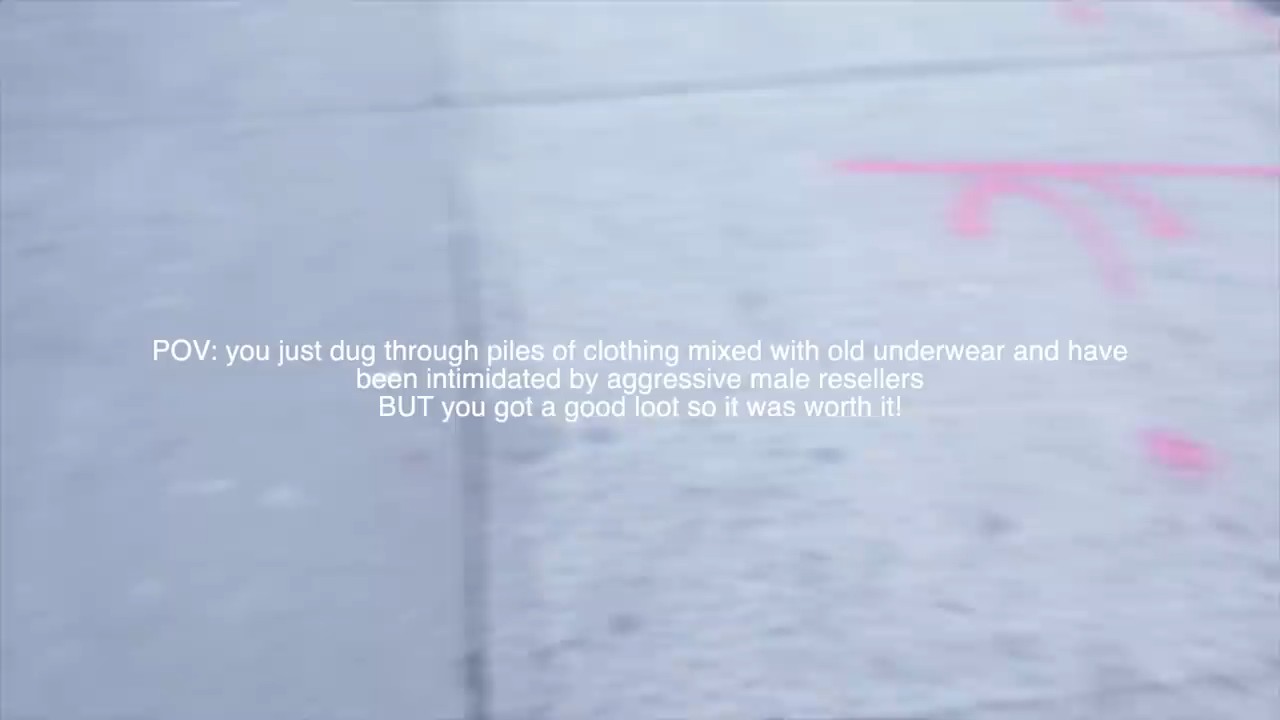 POV: you just dug through piles of clothing mixed with old underwear and have
been intimidated by aggressive male resellers
BUT you got a good loot so it was worth it!